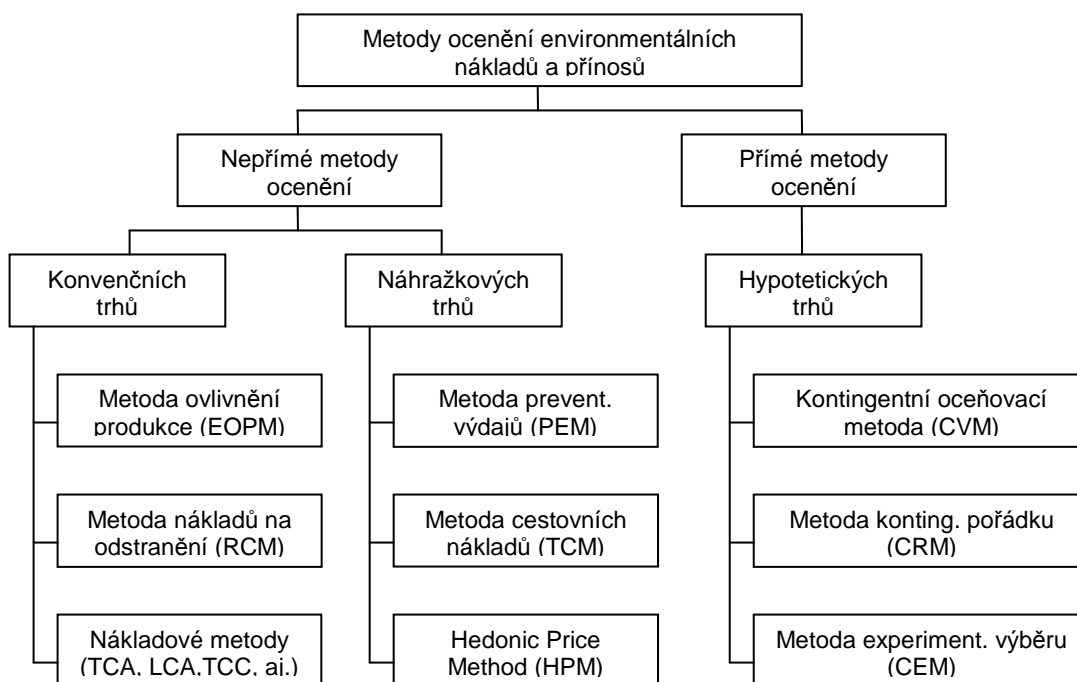 Metody ocenění environmentálních
nákladů a přínosů
Nepřímé metody
ocenění
Přímé metody
ocenění
Konvenčních
trhů
Náhražkových
trhů
Hypotetických
trhů
Metoda ovlivnění
produkce (EOPM)
Metoda prevent.
výdajů (PEM)
Kontingentní oceňovací
metoda (CVM)
Metoda nákladů na
odstranění (RCM)
Metoda cestovních
nákladů (TCM)
Metoda konting. pořádku
(CRM)
Nákladové metody
(TCA, LCA,TCC, aj.)
Hedonic Price
Method (HPM)
Metoda experiment. výběru
(CEM)